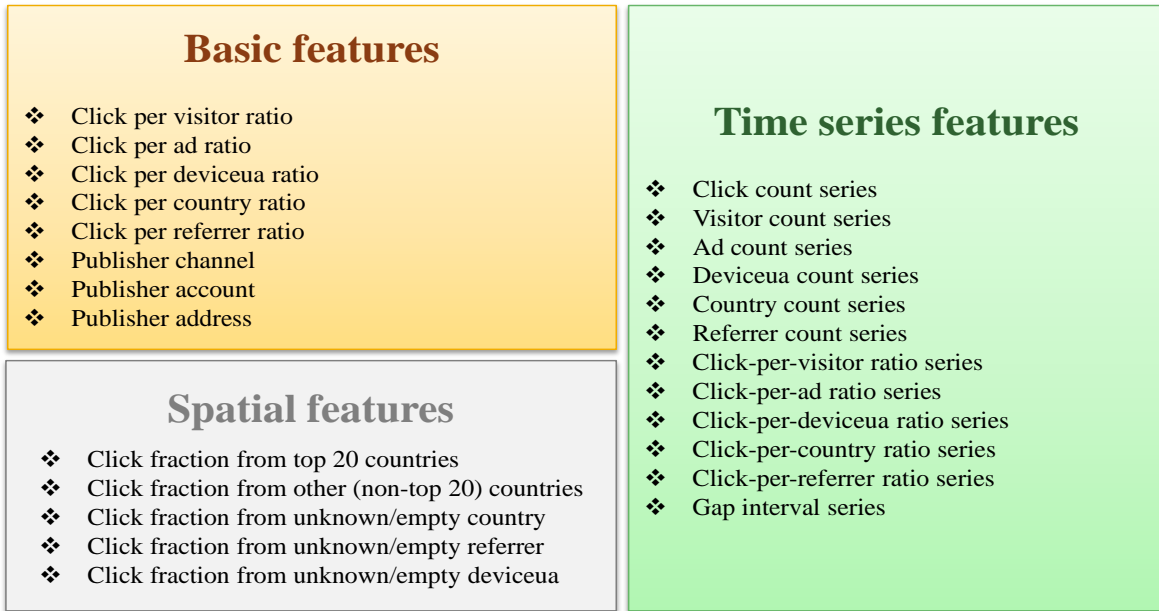 Basic features
❖ Click per visitor ratio
❖ Click per ad ratio
❖ Click per deviceua ratio
❖ Click per country ratio
❖ Click per referrer ratio
❖ Publisher channel
❖ Publisher account
❖ Publisher address
Spatial features
❖ Click fraction from top 20 countries
❖ Click fraction from other (non-top 20) countries
❖ Click fraction from unknown/empty country
❖ Click fraction from unknown/empty referrer
❖ Click fraction from unknown/empty deviceua
Time series features
❖ Click count series
❖ Visitor count series
❖ Ad count series
❖ Deviceua count series
❖ Country count series
❖ Referrer count series
❖ Click-per-visitor ratio series
❖ Click-per-ad ratio series
❖ Click-per-deviceua ratio series
❖ Click-per-country ratio series
❖ Click-per-referrer ratio series
❖ Gap interval series